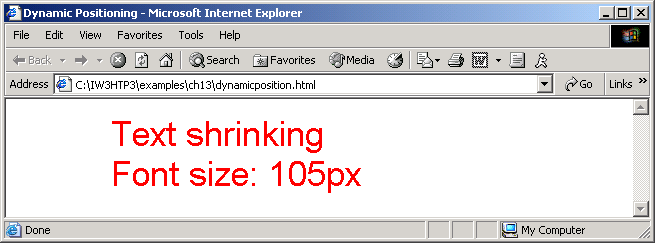 Dynamic Positioning - Microsoft Internet Explorer
File Edit View Favorites Tools Help
Back Search Favorites Media
Address C:\IW3HTP3\examples\ch13\dynamicposition.html Go Links »
Text shrinking
Font size: 105px
Done My Computer